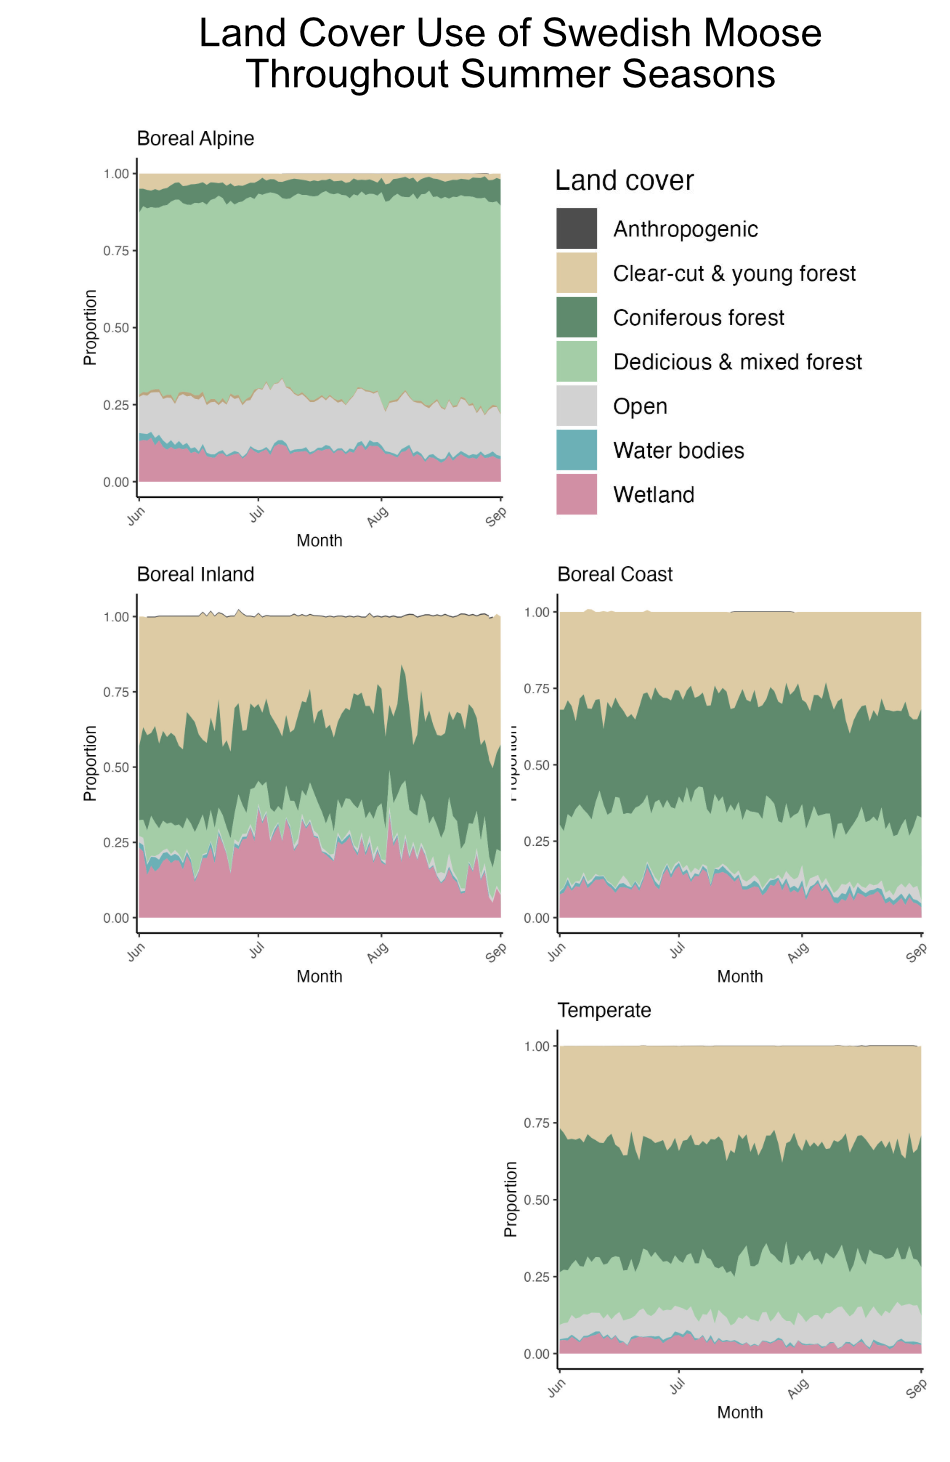 Land Cover Use of Swedish Moose
Throughout Summer Seasons
Boreal Alpine
1.00
0.75
0.50
0.25
0.00
Proportion
Jun
Jul
Aug
Sep
Month
Land cover
Anthropogenic
Clear-cut & young forest
Coniferous forest
Dedicious & mixed forest
Open
Water bodies
Wetland
Boreal Inland
1.00
0.75
0.50
0.25
0.00
Proportion
Jun
Jul
Aug
Sep
Month
Boreal Coast
1.00
0.75
0.50
0.25
0.00
Proportion
Jun
Jul
Aug
Sep
Month
Temperate
1.00
0.75
0.50
0.25
0.00
Proportion
Jun
Jul
Aug
Sep
Month